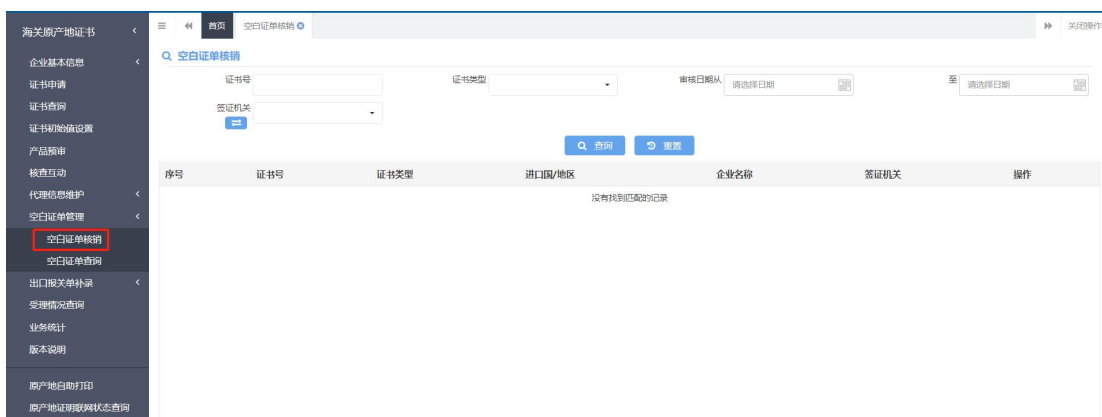 海关原产地证书
企业基本信息
证书申请
证书查询
证书初始值设置
产品预审
核查互动
代理信息维护
空白证单管理
空白证单核销
空白证单查询
出口报关单补录
受理情况查询
业务统计
版本说明
原产地自助打印
原产地证明联网状态查询
首页 空白证单核销 关闭操作
空白证单核销
证书号 证书类型 审核日期从 请选择日期 至 请选择日期
签证机关
查询 重置
序号 证书号 证书类型 进口国/地区 企业名称 签证机关 操作
没有找到匹配的记录